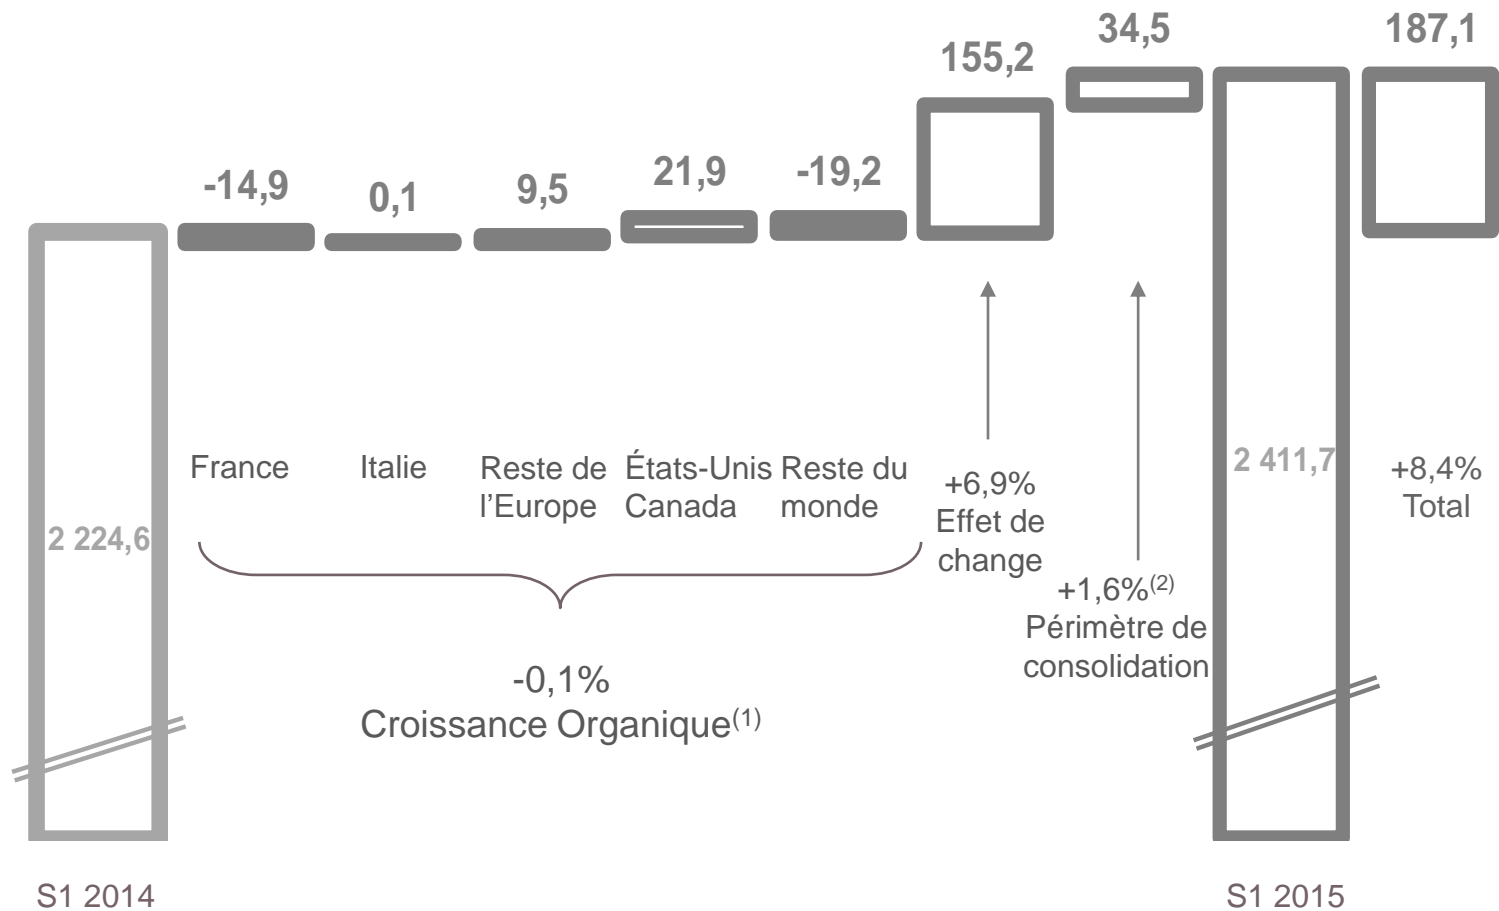 -14,9
0,1
9,5
21,9
-19,2
155,2
34,5
187,1
2 224,6
France
Italie
Reste de
l’Europe
États-Unis
Canada
Reste du
monde
+6,9%
Effet de
change
+1,6%(2)
Périmètre de
consolidation
2 411,7
+8,4%
Total
-0,1%
Croissance Organique(1)
S1 2014
S1 2015